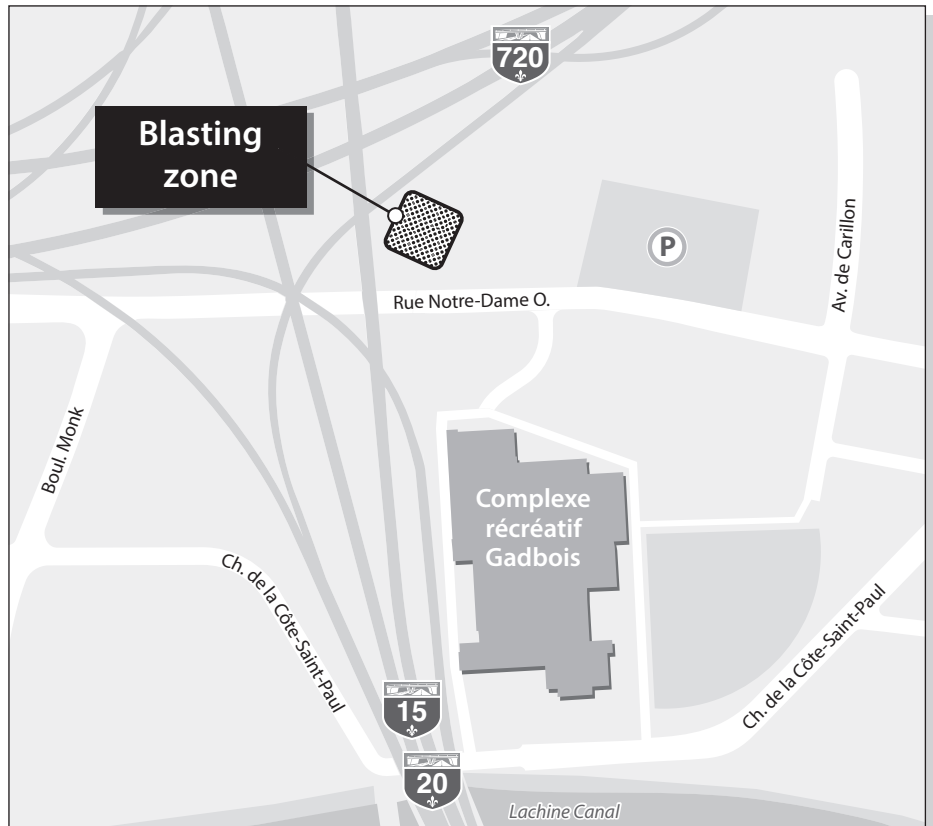 720
Blasting
zone
P
Av. de Carillon
Rue Notre-Dame O.
Boul. Monk
Complexe
récréatif
Gadbois
Ch. de la Côte-Saint-Paul
Ch. de la Côte-Saint-Paul
15
20
Lachine Canal